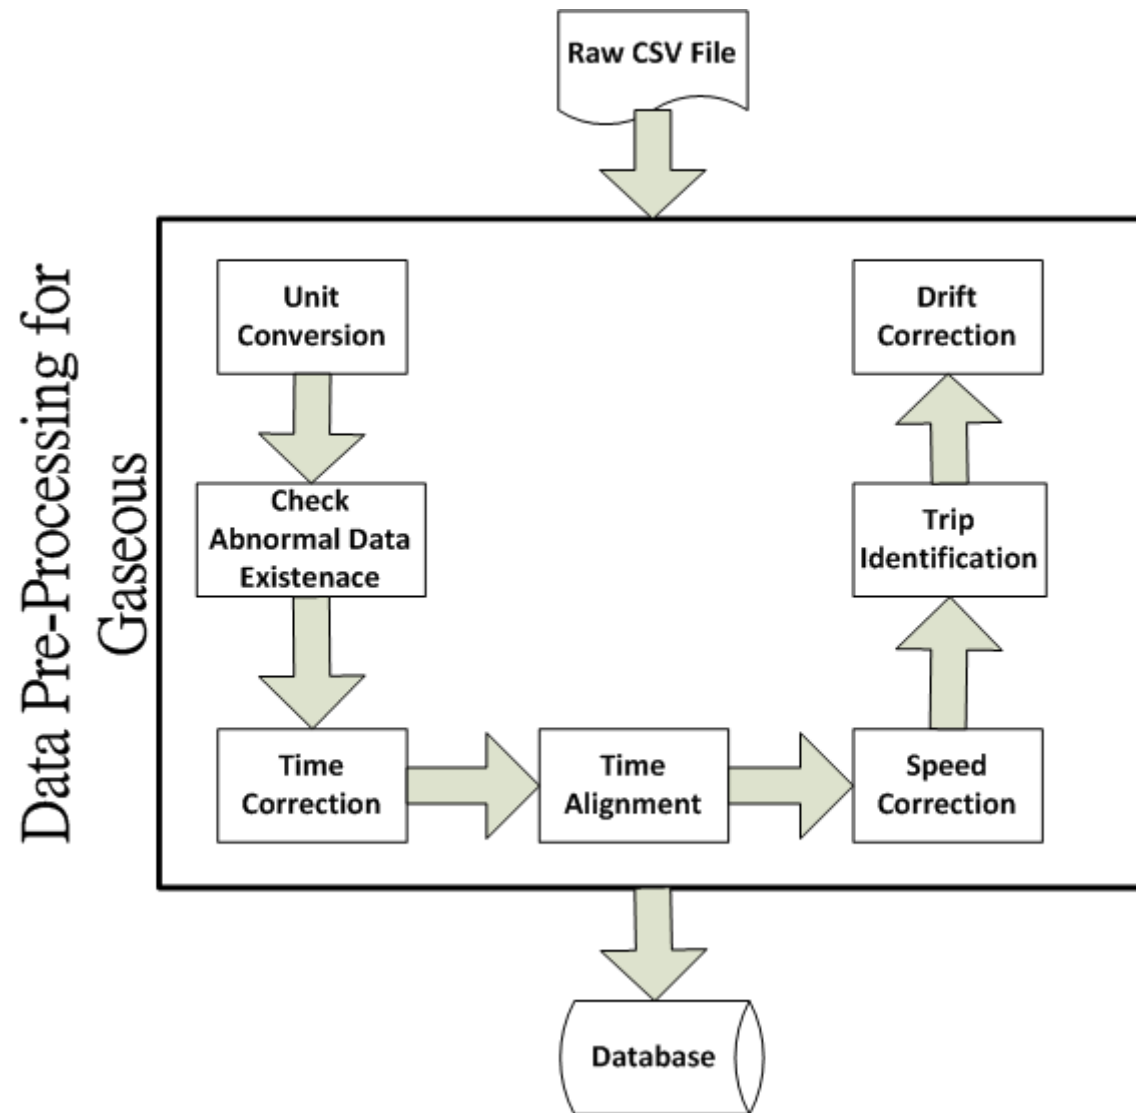 Raw CSV File
Data Pre-Processing for
Gaseous
Unit
Conversion
Check
Abnormal Data
Existenace
Time
Correction
Time
Alignment
Speed
Correction
Trip
Identification
Drift
Correction
Database